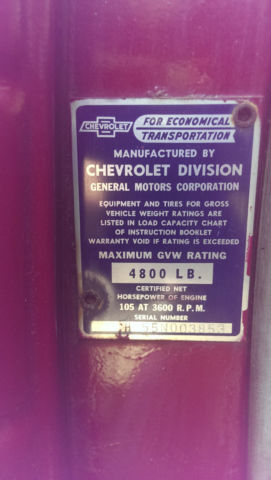 CHEVROLET
FOR ECONOMICAL
TRANSPORTATION
MANUFACTURED BY
CHEVROLET DIVISION
GENERAL MOTORS CORPORATION
EQUIPMENT AND TIRES FOR GROSS
VEHICLE WEIGHT RATINGS ARE
LISTED IN LOAD CAPACITY CHART
OF INSTRUCTION BOOKLET
WARRANTY VOID IF RATING IS EXCEEDED
MAXIMUM GVW RATING
4800 LB.
CERTIFIED NET
HORSEPOWER OF ENGINE
105 AT 3600 R.P.M.
SERIAL NUMBER
55N003853